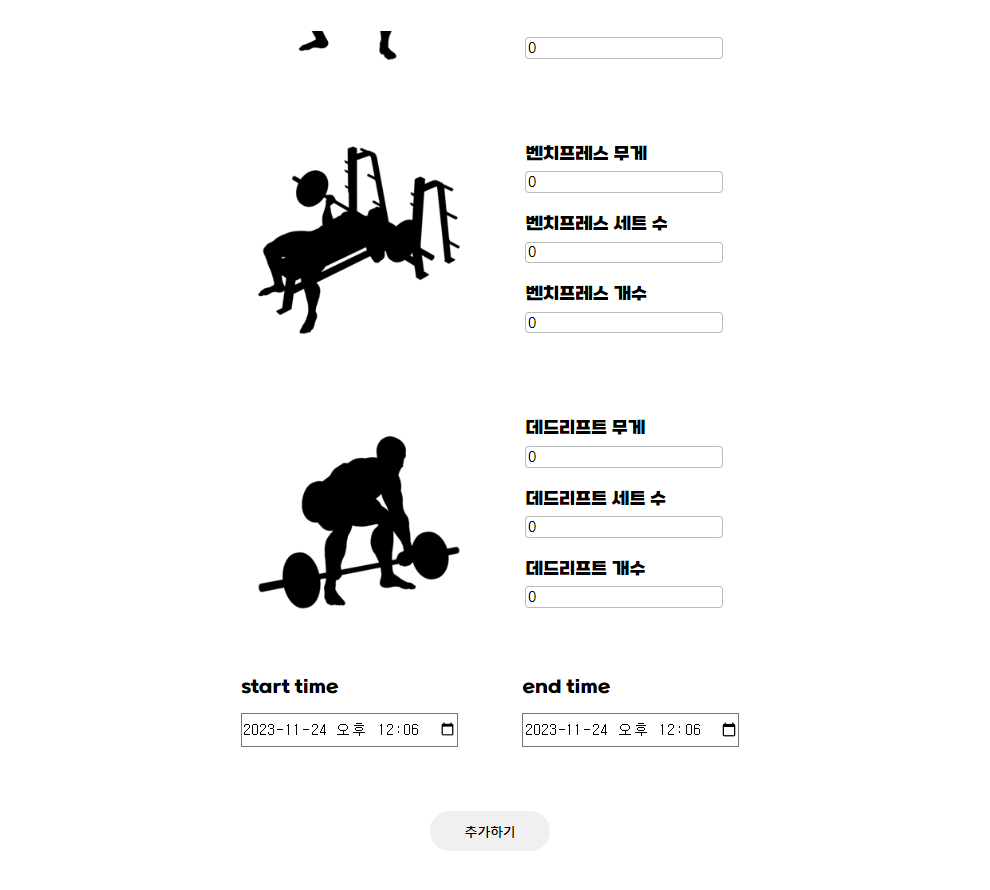 0
벤치프레스 무게
0
벤치프레스 세트 수
0
벤치프레스 개수
0
데드리프트 무게
0
데드리프트 세트 수
0
데드리프트 개수
0
start time end time
2023-11-24 오후 12:06 2023-11-24 오후 12:06
추가하기